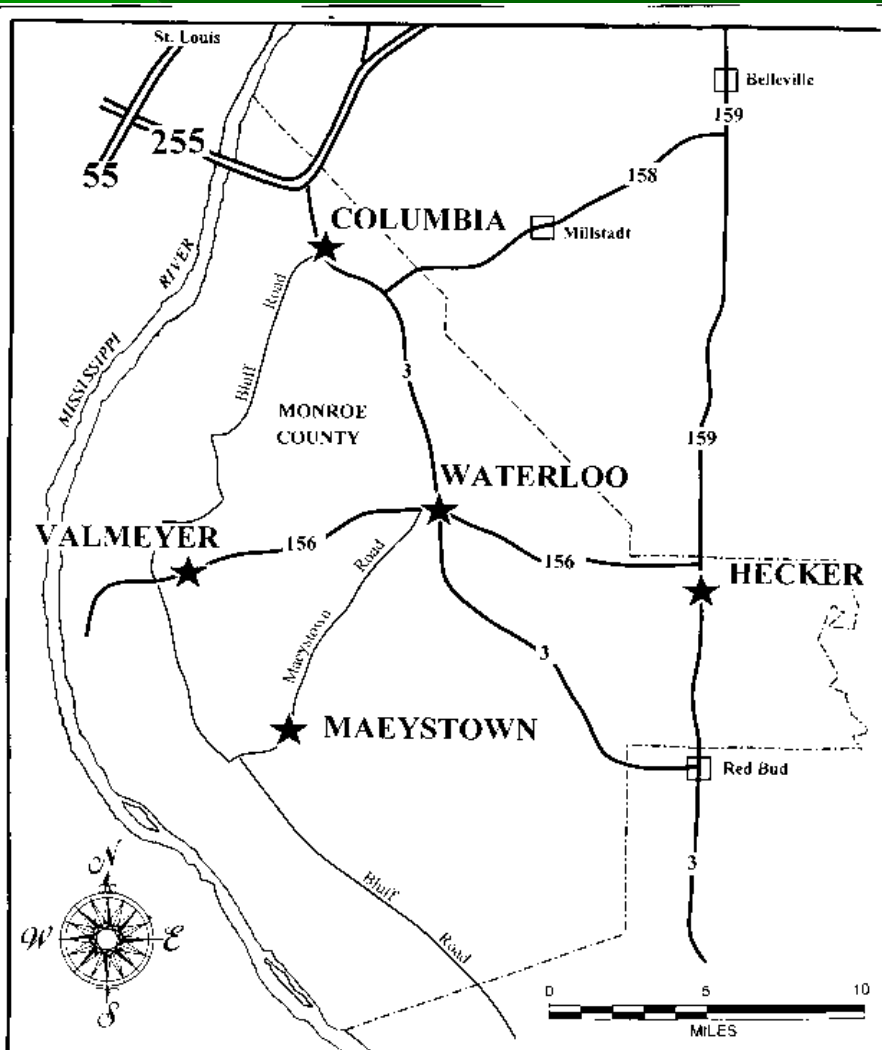 St. Louis
Belleville
159
255
55
158
COLUMBIA
Millstadt
RIVER
MISSISSIPPI
Road
Bluff
3
MONROE
COUNTY
159
WATERLOO
VALMEYER
156
Road
156
HECKER
Maeystown
3
MAEYSTOWN
Red Bud
N
W
E
S
Bluff
Road
3
0
5
10
MILES